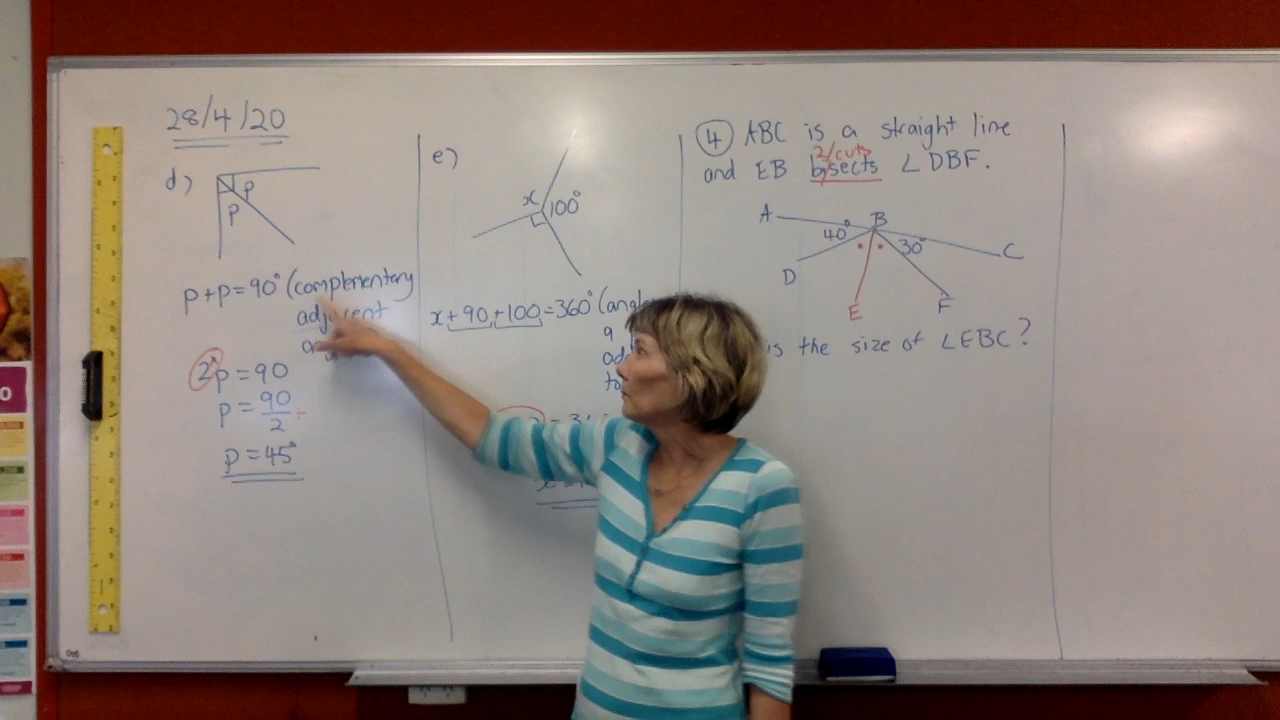 28/4/20
d)
p
p
p+p=90° (complementary
adjacent
2p = 90
p = 90
2
p = 45°
e)
x
100°
x + 90 + 100 = 360° (
a
x
④ ABC is a straight line
2/cuts
and EB bisects ∠DBF.
A
B
40°
30°
C
D
E
F
is the size of ∠EBC?